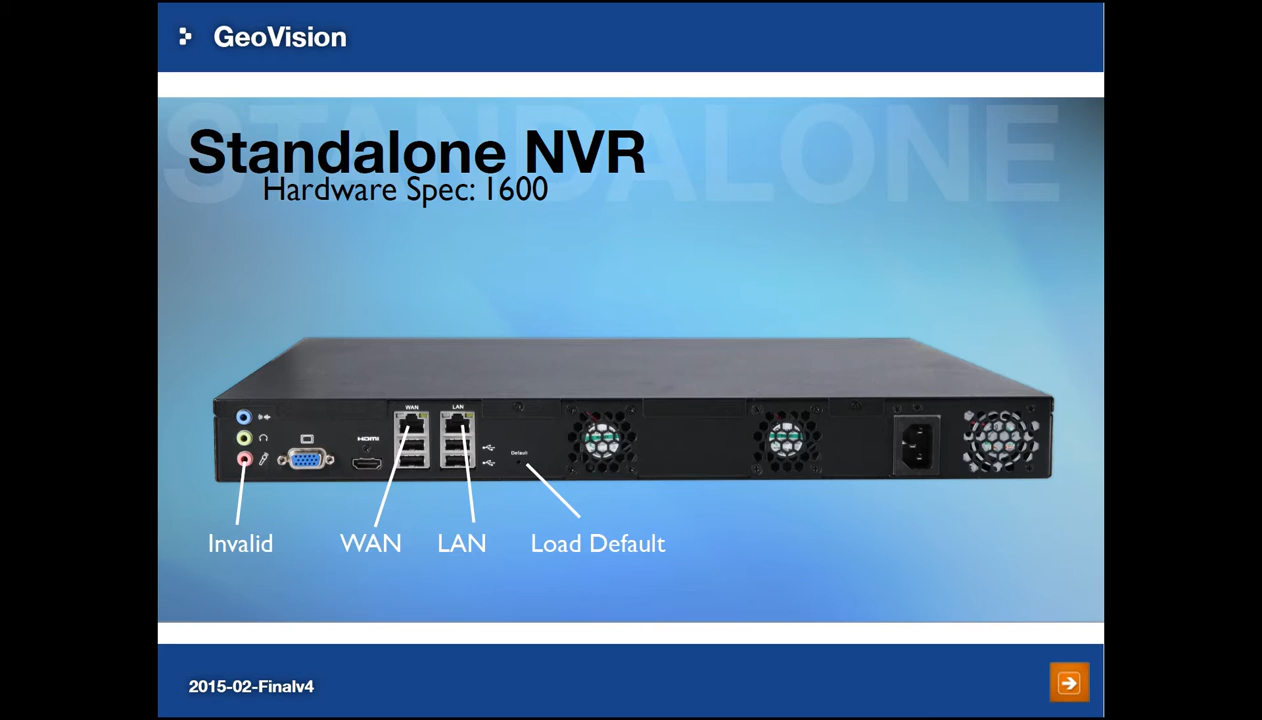 GeoVision
STANDALONE
Standalone NVR
Hardware Spec: 1600
WAN
LAN
HDMI
Default
Invalid
WAN
LAN
Load Default
2015-02-Finalv4